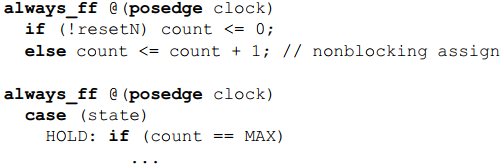 always_ff @(posedge clock)
if (!resetN) count <= 0;
else count <= count + 1; // nonblocking assign
always_ff @(posedge clock)
case (state)
HOLD: if (count == MAX)
...